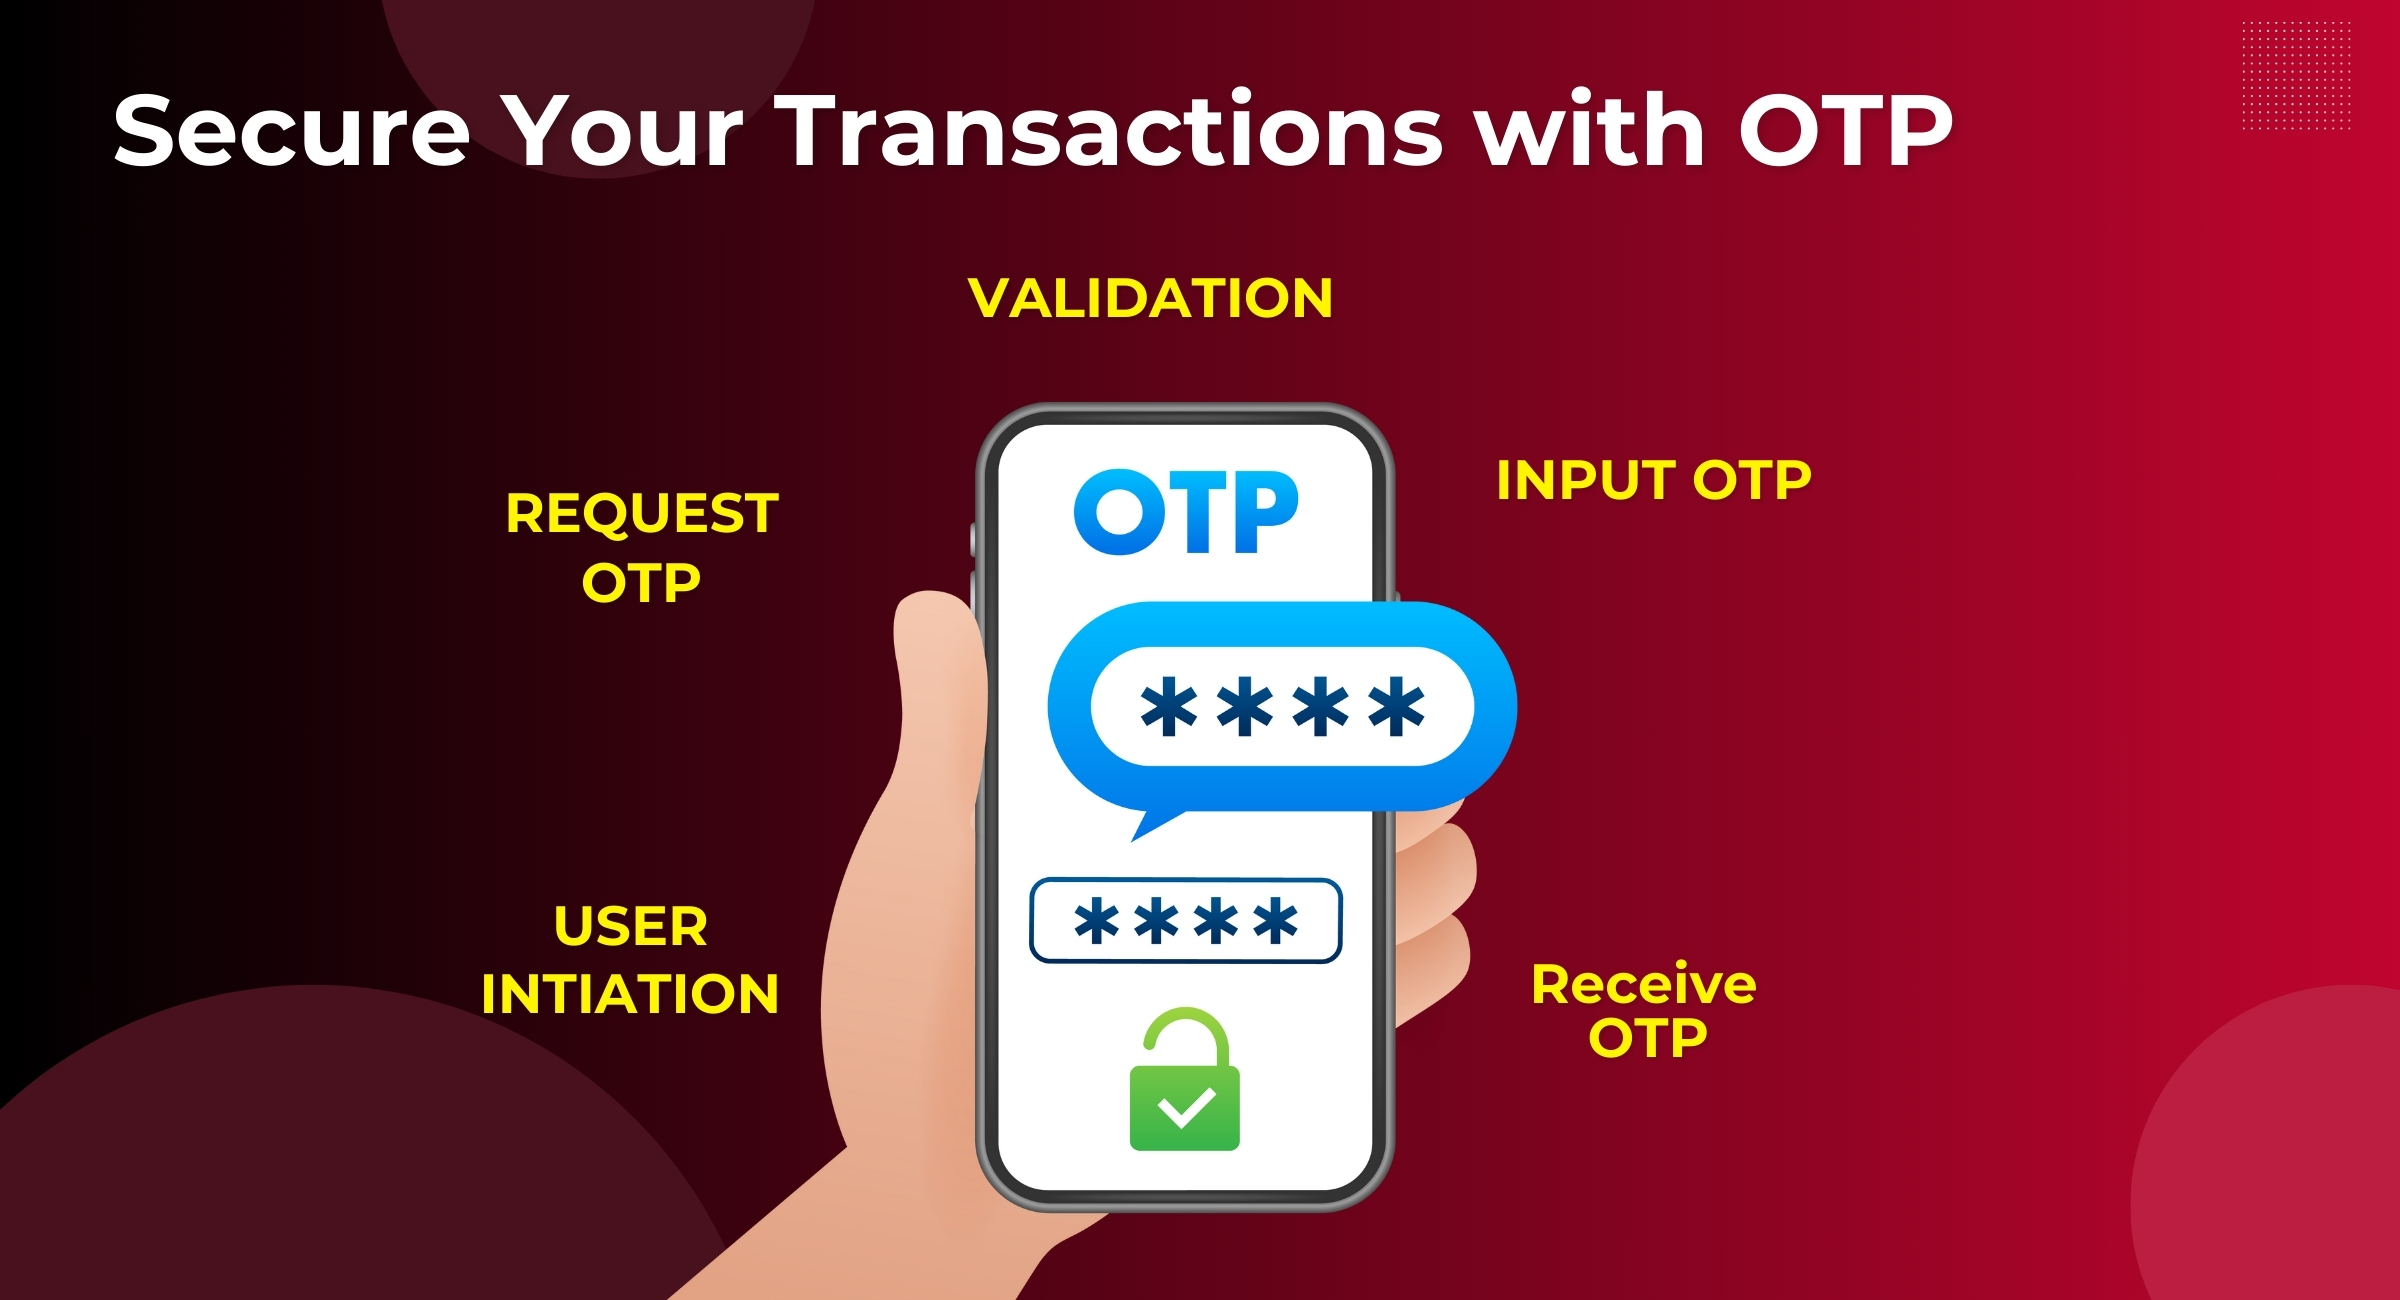 Secure Your Transactions with OTP
VALIDATION
INPUT OTP
REQUEST
OTP
OTP
****
****
USER
INTIATION
Receive
OTP